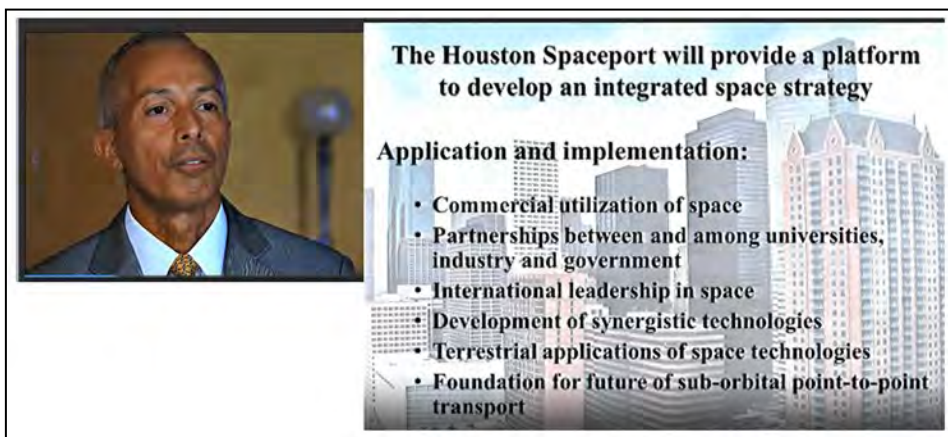 The Houston Spaceport will provide a platform
to develop an integrated space strategy
Application and implementation:
• Commercial utilization of space
• Partnerships between and among universities,
industry and government
• International leadership in space
• Development of synergistic technologies
• Terrestrial applications of space technologies
• Foundation for future of sub-orbital point-to-point
transport